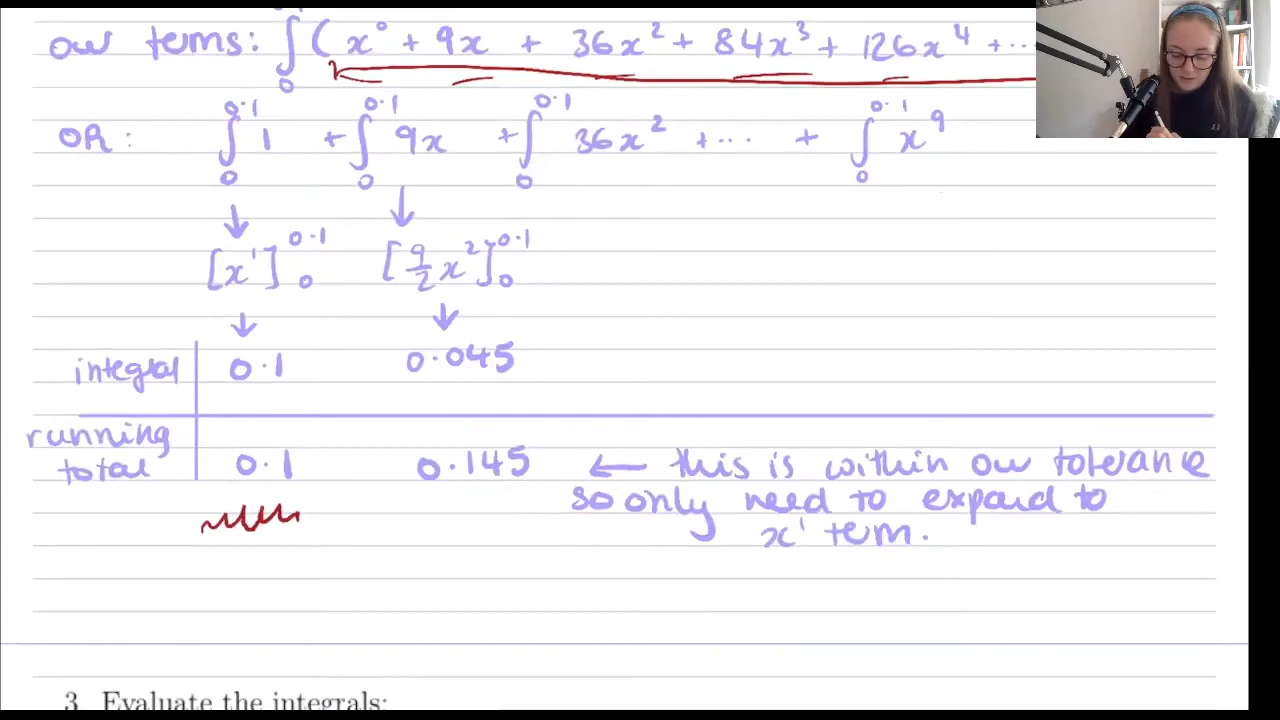 our terms: ∫₀ ( x⁰ + 9x + 36x² + 84x³ + 126x⁴ + ...
OR: ∫₀^0.1 1 + ∫₀^0.1 9x + ∫₀^0.1 36x² + ... + ∫₀^0.1 x⁹
[x¹]₀^0.1 [9/2 x²]₀^0.1
integral 0.1 0.045
running total 0.1 0.145 ← this is within our tolerance
so only need to expand to
x¹ term.
3. Evaluate the integrals: